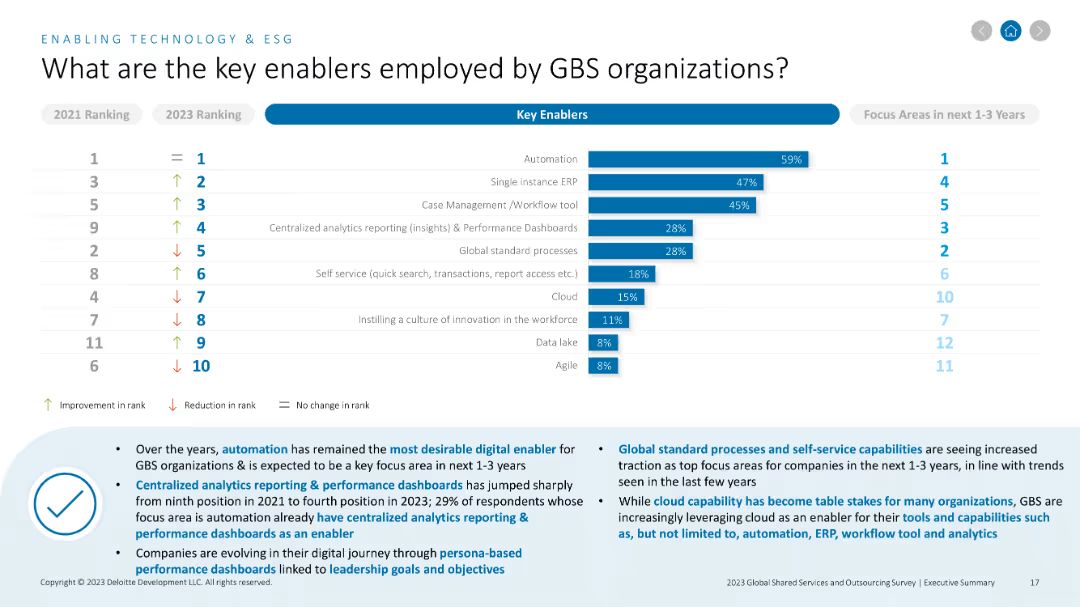 ENABLING TECHNOLOGY & ESG
What are the key enablers employed by GBS organizations?
2021 Ranking 2023 Ranking Key Enablers Focus Areas in next 1-3 Years
1 = 1 Automation 59% 1
3 ↑ 2 Single instance ERP 47% 4
5 ↑ 3 Case Management /Workflow tool 45% 5
9 ↑ 4 Centralized analytics reporting (insights) & Performance Dashboards 28% 3
2 ↓ 5 Global standard processes 28% 2
8 ↑ 6 Self service (quick search, transactions, report access etc.) 18% 6
4 ↓ 7 Cloud 15% 10
7 ↓ 8 Instilling a culture of innovation in the workforce 11% 7
11 ↑ 9 Data lake 8% 12
6 ↓ 10 Agile 8% 11
↑ Improvement in rank ↓ Reduction in rank = No change in rank
• Over the years, automation has remained the most desirable digital enabler for
GBS organizations & is expected to be a key focus area in next 1-3 years
• Centralized analytics reporting & performance dashboards has jumped sharply
from ninth position in 2021 to fourth position in 2023; 29% of respondents whose
focus area is automation already have centralized analytics reporting &
performance dashboards as an enabler
• Companies are evolving in their digital journey through persona-based
performance dashboards linked to leadership goals and objectives
• Global standard processes and self-service capabilities are seeing increased
traction as top focus areas for companies in the next 1-3 years, in line with trends
seen in the last few years
• While cloud capability has become table stakes for many organizations, GBS are
increasingly leveraging cloud as an enabler for their tools and capabilities such
as, but not limited to, automation, ERP, workflow tool and analytics
Copyright © 2023 Deloitte Development LLC. All rights reserved.
2023 Global Shared Services and Outsourcing Survey | Executive Summary 17